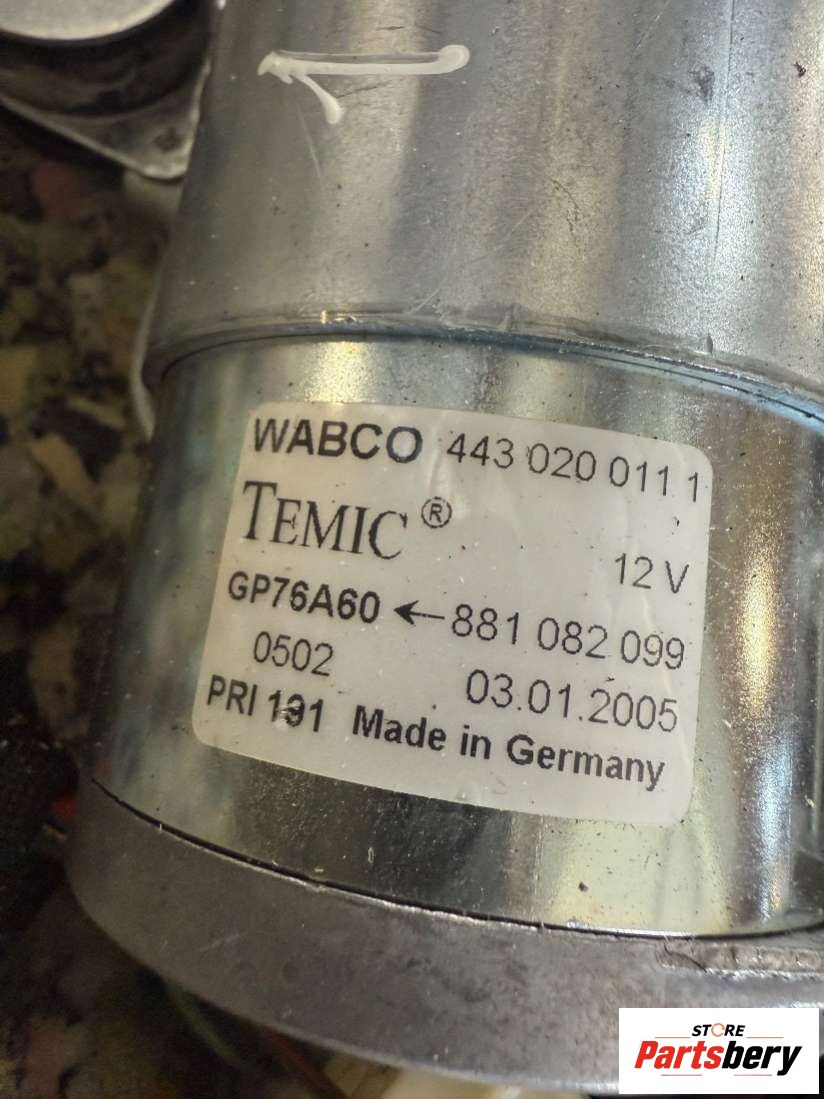 WABCO 443 020 011 1
TEMIC ®
12 V
GP76A60 ←881 082 099
0502 03.01.2005
PRI 191 Made in Germany
STORE
Partsbery